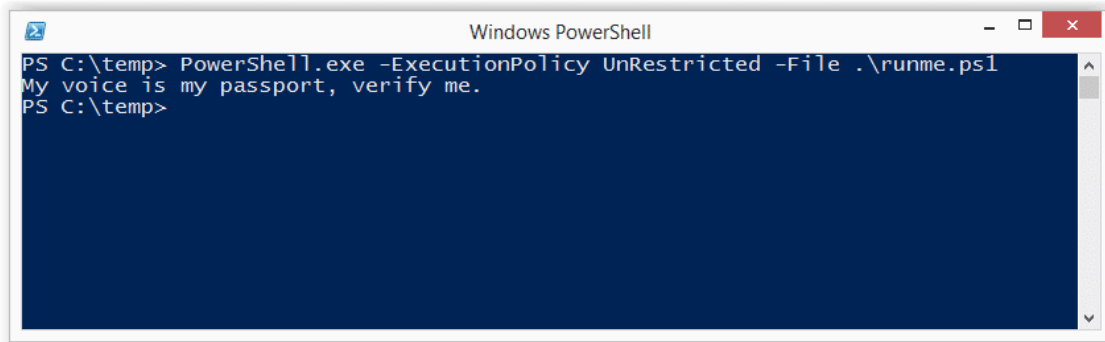 Windows PowerShell
PS C:\temp> PowerShell.exe -ExecutionPolicy UnRestricted -File .\runme.ps1
My voice is my passport, verify me.
PS C:\temp>